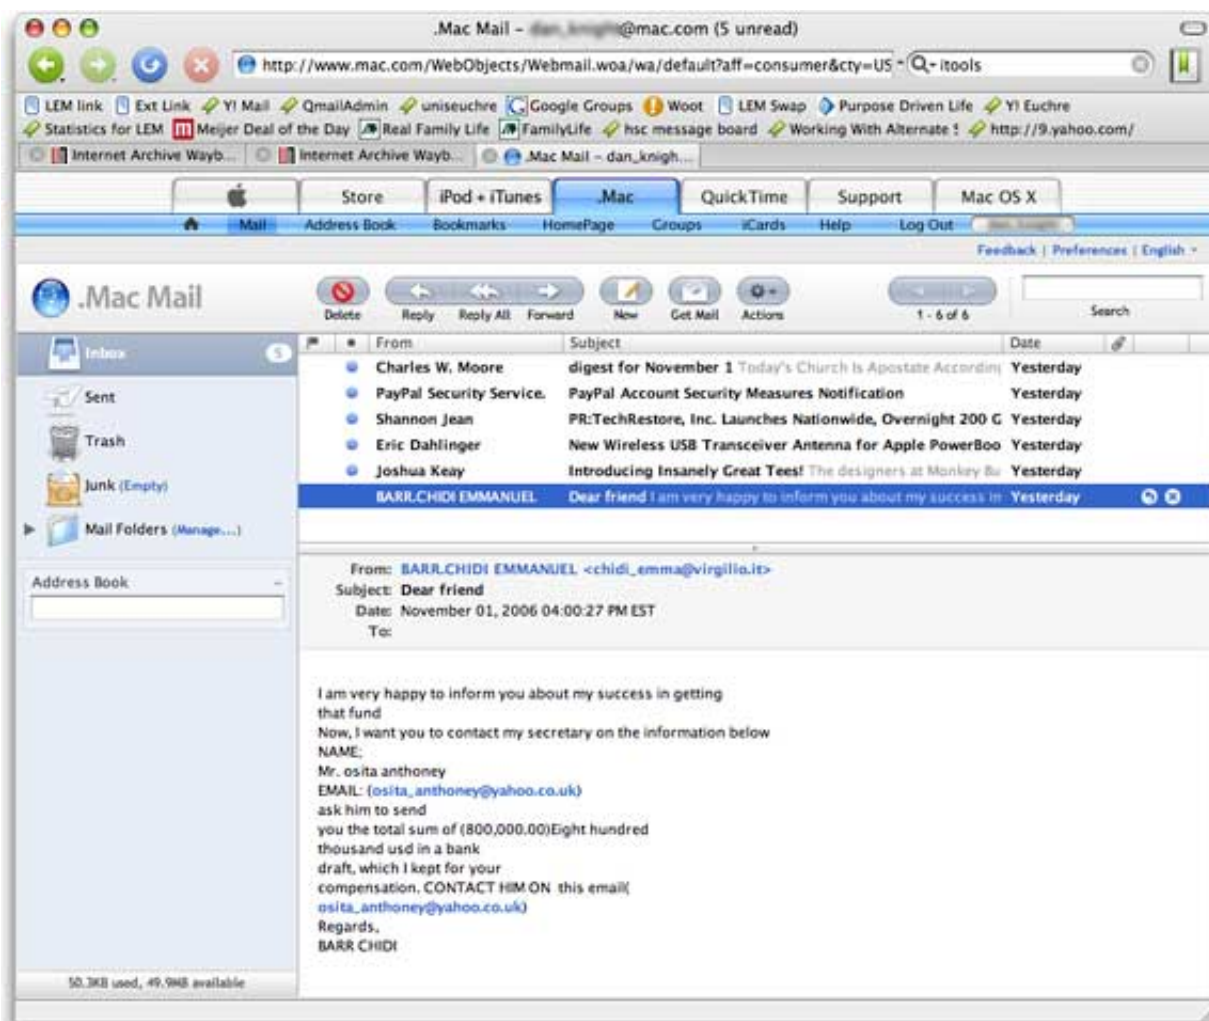 .Mac Mail – @mac.com (5 unread)
http://www.mac.com/WebObjects/Webmail.woa/wa/default?aff=consumer&cty=US itools
LEM link Ext Link Y! Mail QmailAdmin uniseuchre Google Groups Woot LEM Swap Purpose Driven Life Y! Euchre
Statistics for LEM Meijer Deal of the Day Real Family Life FamilyLife hsc message board Working With Alternate http://9.yahoo.com/
Internet Archive Wayb... Internet Archive Wayb... .Mac Mail – dan_knigh...
Store iPod + iTunes .Mac QuickTime Support Mac OS X
Mail Address Book Bookmarks HomePage Groups iCards Help Log Out
Feedback | Preferences | English
.Mac Mail
Delete Reply Reply All Forward New Get Mail Actions 1 - 6 of 6 Search
Inbox 5
Sent
Trash
Junk (Empty)
Mail Folders (Manage....)
Address Book
From Subject Date
Charles W. Moore digest for November 1 Today's Church Is Apostate According Yesterday
PayPal Security Service. PayPal Account Security Measures Notification Yesterday
Shannon Jean PR:TechRestore, Inc. Launches Nationwide, Overnight 200 G Yesterday
Eric Dahlinger New Wireless USB Transceiver Antenna for Apple PowerBoo Yesterday
Joshua Keay Introducing Insanely Great Tees! The designers at Monkey Bu Yesterday
BARR.CHIDI EMMANUEL Dear friend I am very happy to inform you about my success in Yesterday
From: BARR.CHIDI EMMANUEL <chidi_emma@virgilio.it>
Subject: Dear friend
Date: November 01, 2006 04:00:27 PM EST
To:
I am very happy to inform you about my success in getting
that fund
Now, I want you to contact my secretary on the information below
NAME;
Mr. osita anthoney
EMAIL: (osita_anthoney@yahoo.co.uk)
ask him to send
you the total sum of (800,000.00)Eight hundred
thousand usd in a bank
draft, which I kept for your
compensation. CONTACT HIM ON this email(
osita_anthoney@yahoo.co.uk)
Regards,
BARR CHIDI
50.3KB used, 49.9MB available